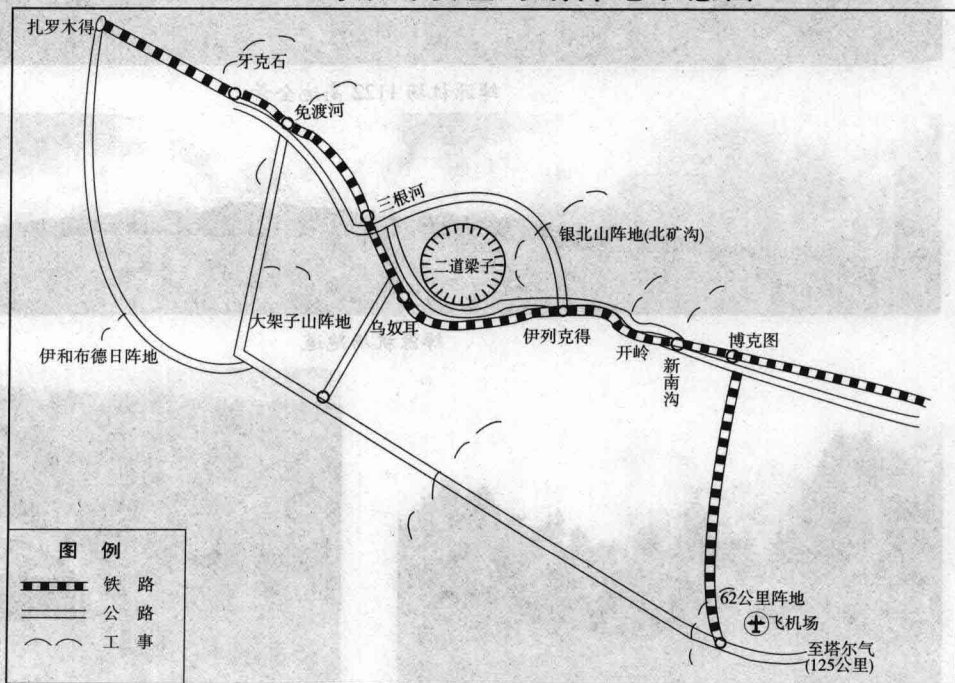 扎罗木得
牙克石
免渡河
三根河
银北山阵地(北矿沟)
二道梁子
大架子山阵地
乌奴耳
伊列克得
博克图
伊和布德日阵地
开岭
新南沟
图 例
铁 路
公 路
工 事
62公里阵地
飞机场
至塔尔气
(125公里)